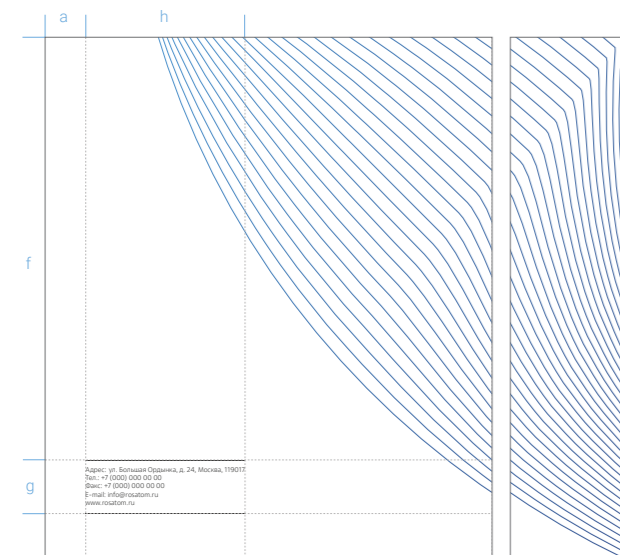 a h
f
g
Адрес: ул. Большая Ордынка, д. 24, Москва, 119017
Тел.: +7 (000) 000 00 00
Факс: +7 (000) 000 00 00
E-mail: info@rosatom.ru
www.rosatom.ru